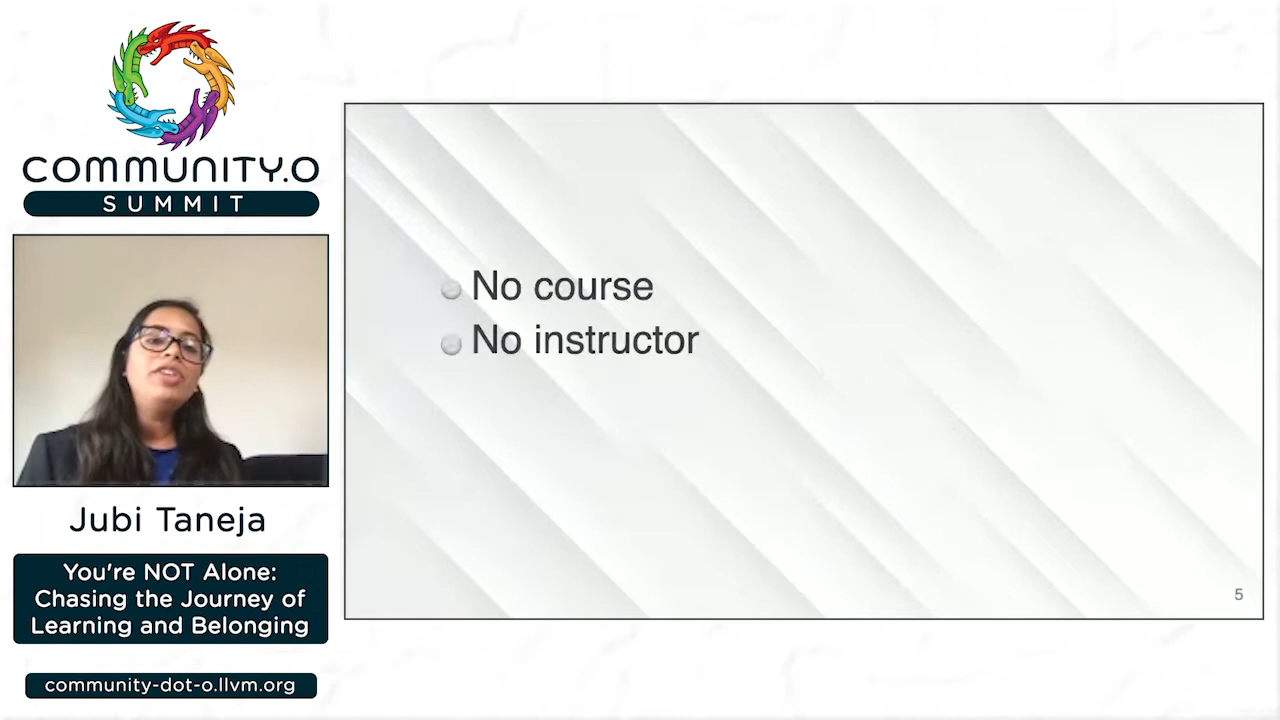 COMMUNITY.O
SUMMIT
Jubi Taneja
You're NOT Alone:
Chasing the Journey of
Learning and Belonging
community-dot-o.llvm.org
No course
No instructor
5